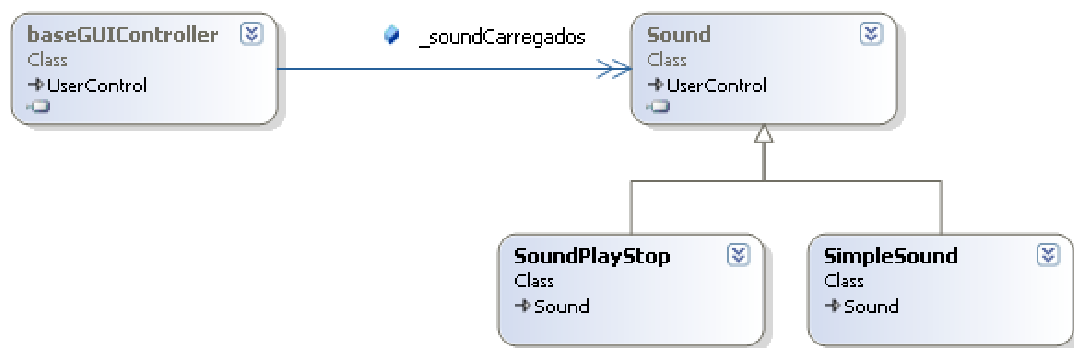 baseGUIController
Class
UserControl
_soundCarregados
Sound
Class
UserControl
SoundPlayStop
Class
Sound
SimpleSound
Class
Sound